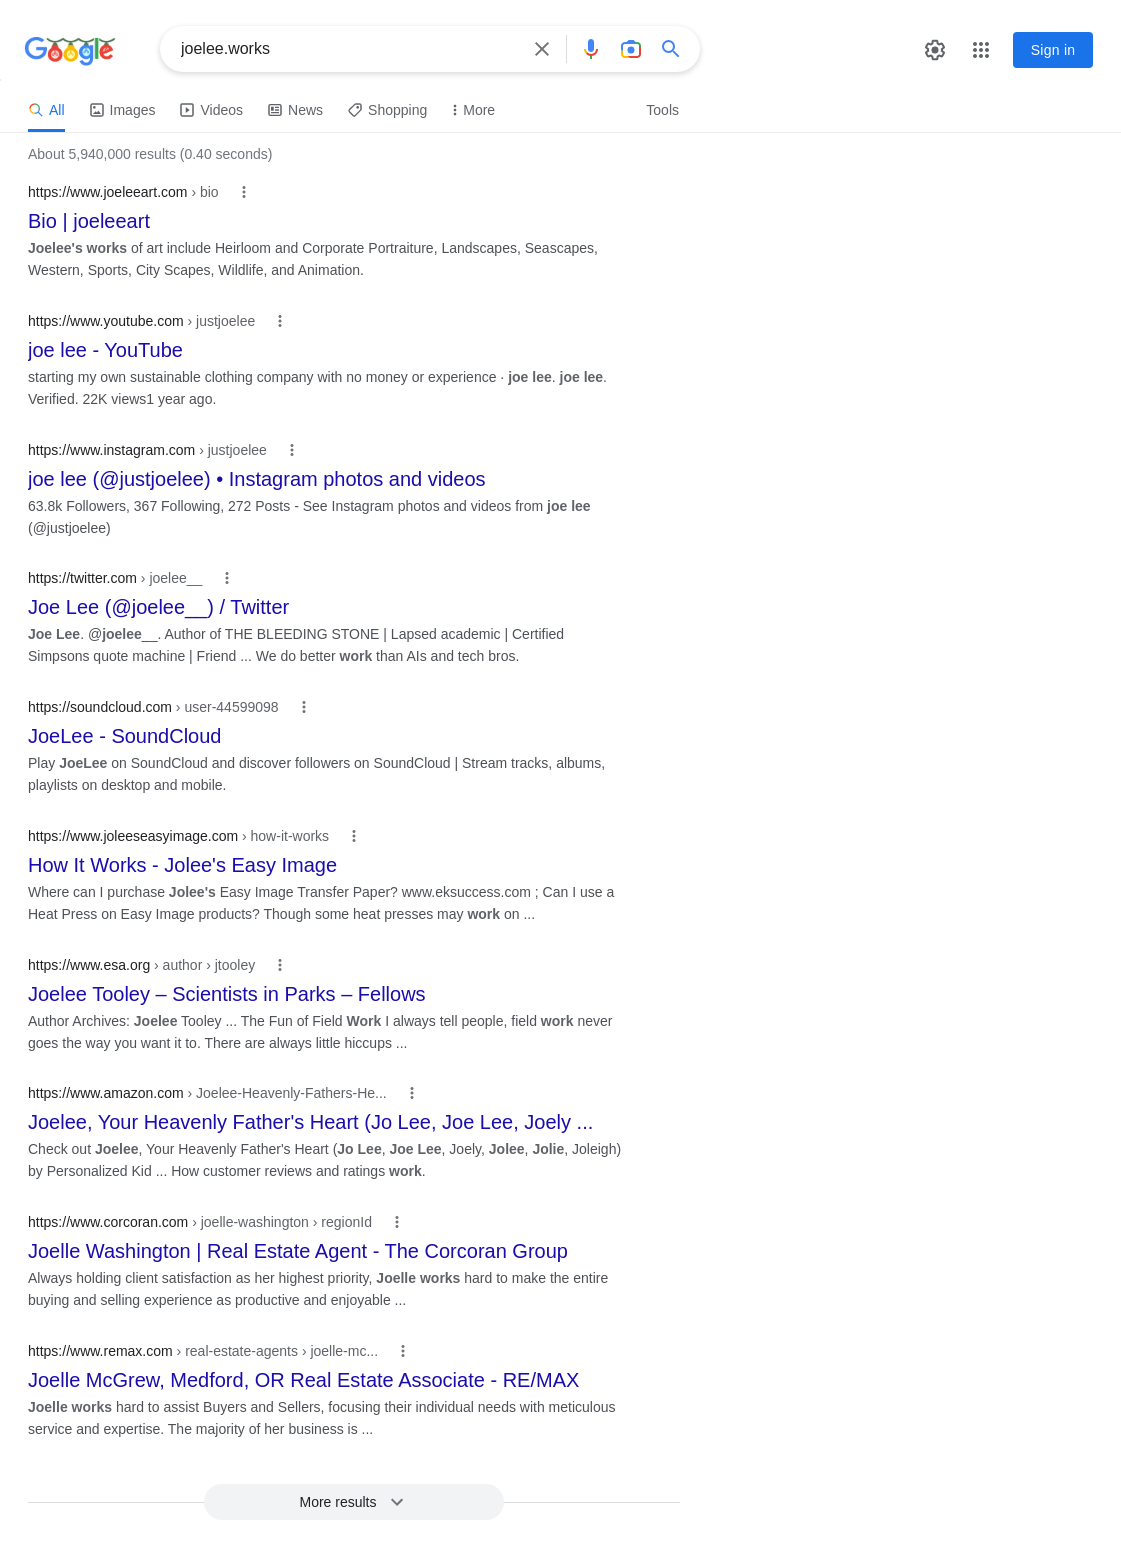 Google
joelee.works
Sign in
All
Images
Videos
News
Shopping
More
Tools
About 5,940,000 results (0.40 seconds)
https://www.joeleeart.com › bio
Bio | joeleeart
Joelee's works of art include Heirloom and Corporate Portraiture, Landscapes, Seascapes,
Western, Sports, City Scapes, Wildlife, and Animation.
https://www.youtube.com › justjoelee
joe lee - YouTube
starting my own sustainable clothing company with no money or experience · joe lee. joe lee.
Verified. 22K views1 year ago.
https://www.instagram.com › justjoelee
joe lee (@justjoelee) • Instagram photos and videos
63.8k Followers, 367 Following, 272 Posts - See Instagram photos and videos from joe lee
(@justjoelee)
https://twitter.com › joelee__
Joe Lee (@joelee__) / Twitter
Joe Lee. @joelee__. Author of THE BLEEDING STONE | Lapsed academic | Certified
Simpsons quote machine | Friend ... We do better work than AIs and tech bros.
https://soundcloud.com › user-44599098
JoeLee - SoundCloud
Play JoeLee on SoundCloud and discover followers on SoundCloud | Stream tracks, albums,
playlists on desktop and mobile.
https://www.joleeseasyimage.com › how-it-works
How It Works - Jolee's Easy Image
Where can I purchase Jolee's Easy Image Transfer Paper? www.eksuccess.com ; Can I use a
Heat Press on Easy Image products? Though some heat presses may work on ...
https://www.esa.org › author › jtooley
Joelee Tooley – Scientists in Parks – Fellows
Author Archives: Joelee Tooley ... The Fun of Field Work I always tell people, field work never
goes the way you want it to. There are always little hiccups ...
https://www.amazon.com › Joelee-Heavenly-Fathers-He...
Joelee, Your Heavenly Father's Heart (Jo Lee, Joe Lee, Joely ...
Check out Joelee, Your Heavenly Father's Heart (Jo Lee, Joe Lee, Joely, Jolee, Jolie, Joleigh)
by Personalized Kid ... How customer reviews and ratings work.
https://www.corcoran.com › joelle-washington › regionId
Joelle Washington | Real Estate Agent - The Corcoran Group
Always holding client satisfaction as her highest priority, Joelle works hard to make the entire
buying and selling experience as productive and enjoyable ...
https://www.remax.com › real-estate-agents › joelle-mc...
Joelle McGrew, Medford, OR Real Estate Associate - RE/MAX
Joelle works hard to assist Buyers and Sellers, focusing their individual needs with meticulous
service and expertise. The majority of her business is ...
More results